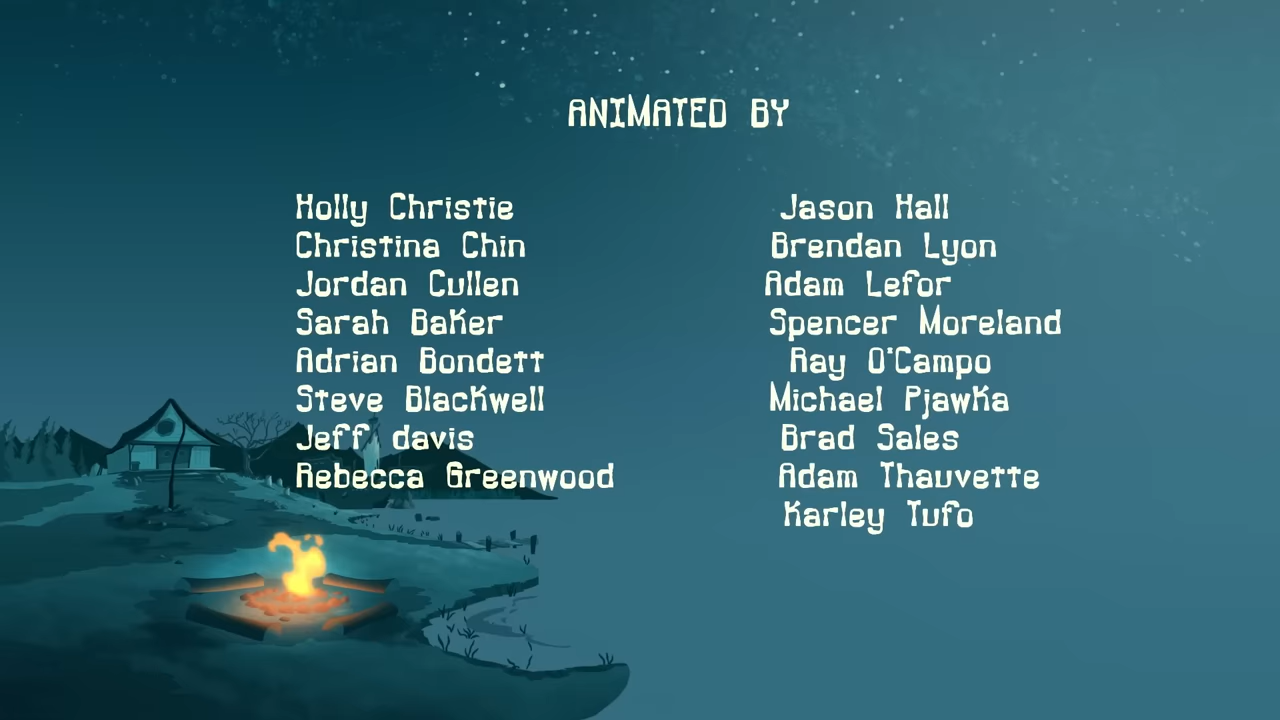 ANIMATED BY
Holly Christie
Christina Chin
Jordan Cullen
Sarah Baker
Adrian Bondett
Steve Blackwell
Jeff davis
Rebecca Greenwood
Jason Hall
Brendan Lyon
Adam Lefor
Spencer Moreland
Ray O'Campo
Michael Pjawka
Brad Sales
Adam Thauvette
Karley Tufo